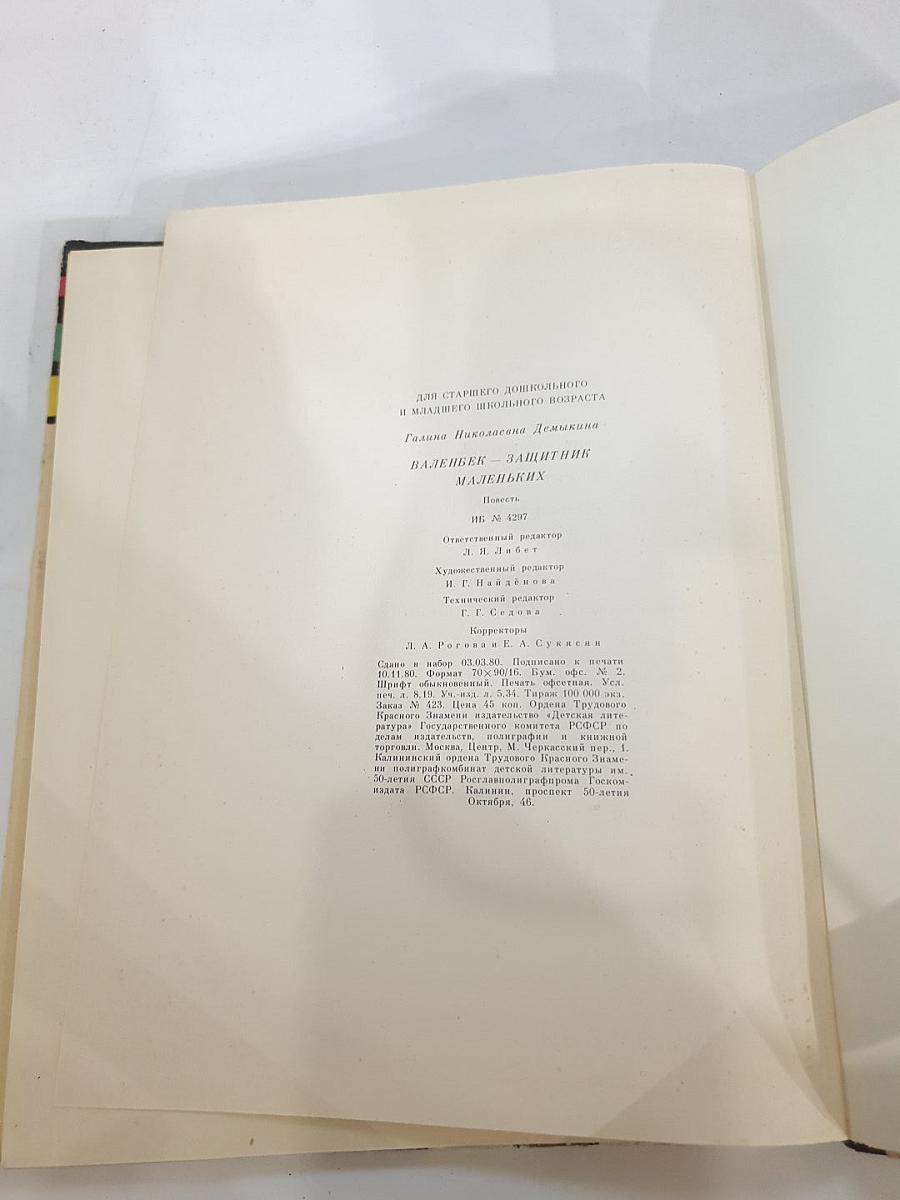 ДЛЯ СТАРШЕГО ДОШКОЛЬНОГО
И МЛАДШЕГО ШКОЛЬНОГО ВОЗРАСТА
Галина Николаевна Демыкина
ВАЛЕНБЕК — ЗАЩИТНИК
МАЛЕНЬКИХ
Повесть
ИБ № 4297
Ответственный редактор
Л. Я. Либет
Художественный редактор
И. Г. Найдёнова
Технический редактор
Г. Г. Седова
Корректоры
Л. А. Рогова и Е. А. Сукясян
Сдано в набор 03.03.80. Подписано к печати
10.11.80. Формат 70×90/16. Бум. офс. № 2.
Шрифт обыкновенный. Печать офсетная. Усл.
печ. л. 8,19. Уч.-изд. л. 5,34. Тираж 100 000 экз.
Заказ № 423. Цена 45 коп. Ордена Трудового
Красного Знамени издательство «Детская лите-
ратура» Государственного комитета РСФСР по
делам издательств, полиграфии и книжной
торговли. Москва, Центр, М. Черкасский пер., 1.
Калининский ордена Трудового Красного Знаме-
ни полиграфкомбинат детской литературы им.
50-летия СССР Росглавполиграфпрома Госком-
издата РСФСР. Калинин, проспект 50-летия
Октября, 46.